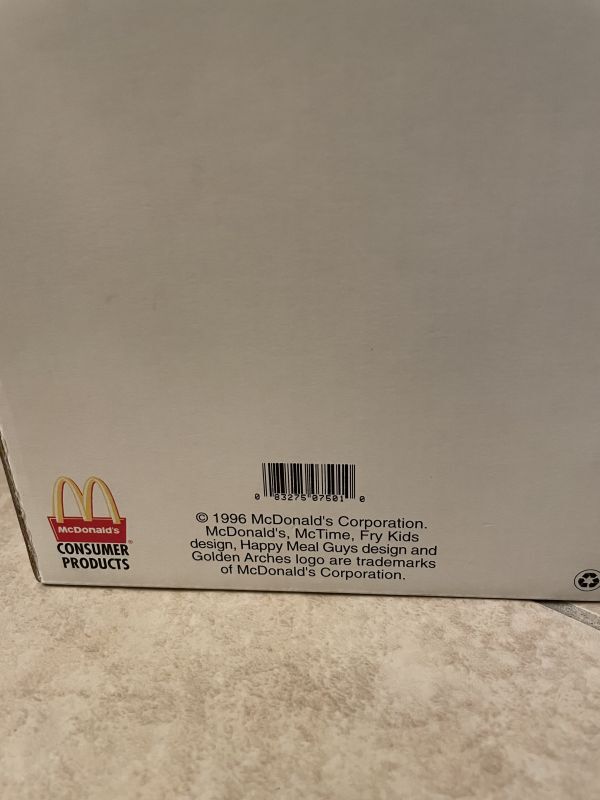 0 83275 07501 0
McDonald's®
CONSUMER
PRODUCTS
© 1996 McDonald's Corporation.
McDonald's, McTime, Fry Kids
design, Happy Meal Guys design and
Golden Arches logo are trademarks
of McDonald's Corporation.